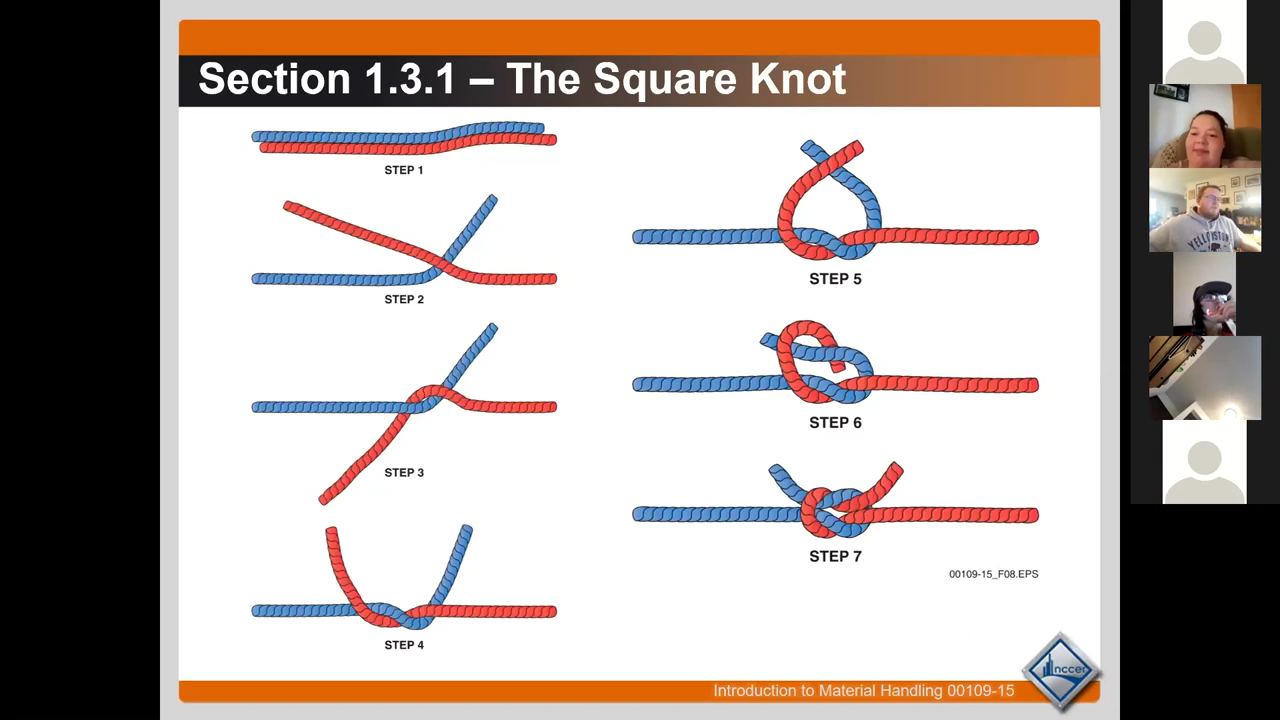 Section 1.3.1 – The Square Knot
STEP 1
STEP 2
STEP 3
STEP 4
STEP 5
STEP 6
STEP 7
00109-15_F08.EPS
nccer
Introduction to Material Handling 00109-15